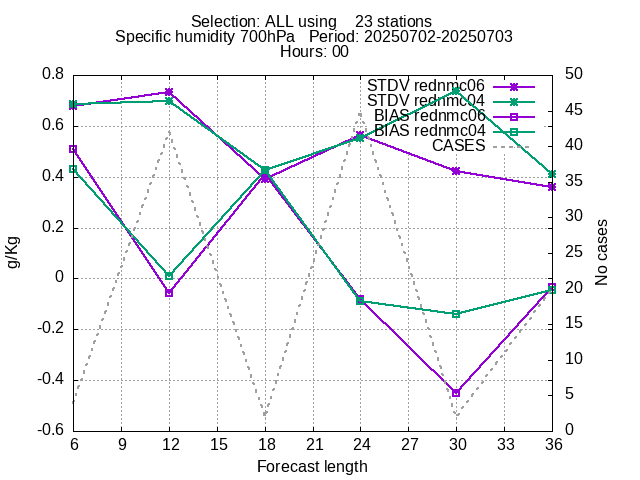 Selection: ALL using    23 stations
Specific humidity 700hPa   Period: 20250702-20250703
Hours: 00
STDV rednmc06
STDV rednmc04
BIAS rednmc06
BIAS rednmc04
CASES
g/Kg
0.8
0.6
0.4
0.2
0
-0.2
-0.4
-0.6
50
45
40
35
30
25
20
15
10
5
0
No cases
6 9 12 15 18 21 24 27 30 33 36
Forecast length